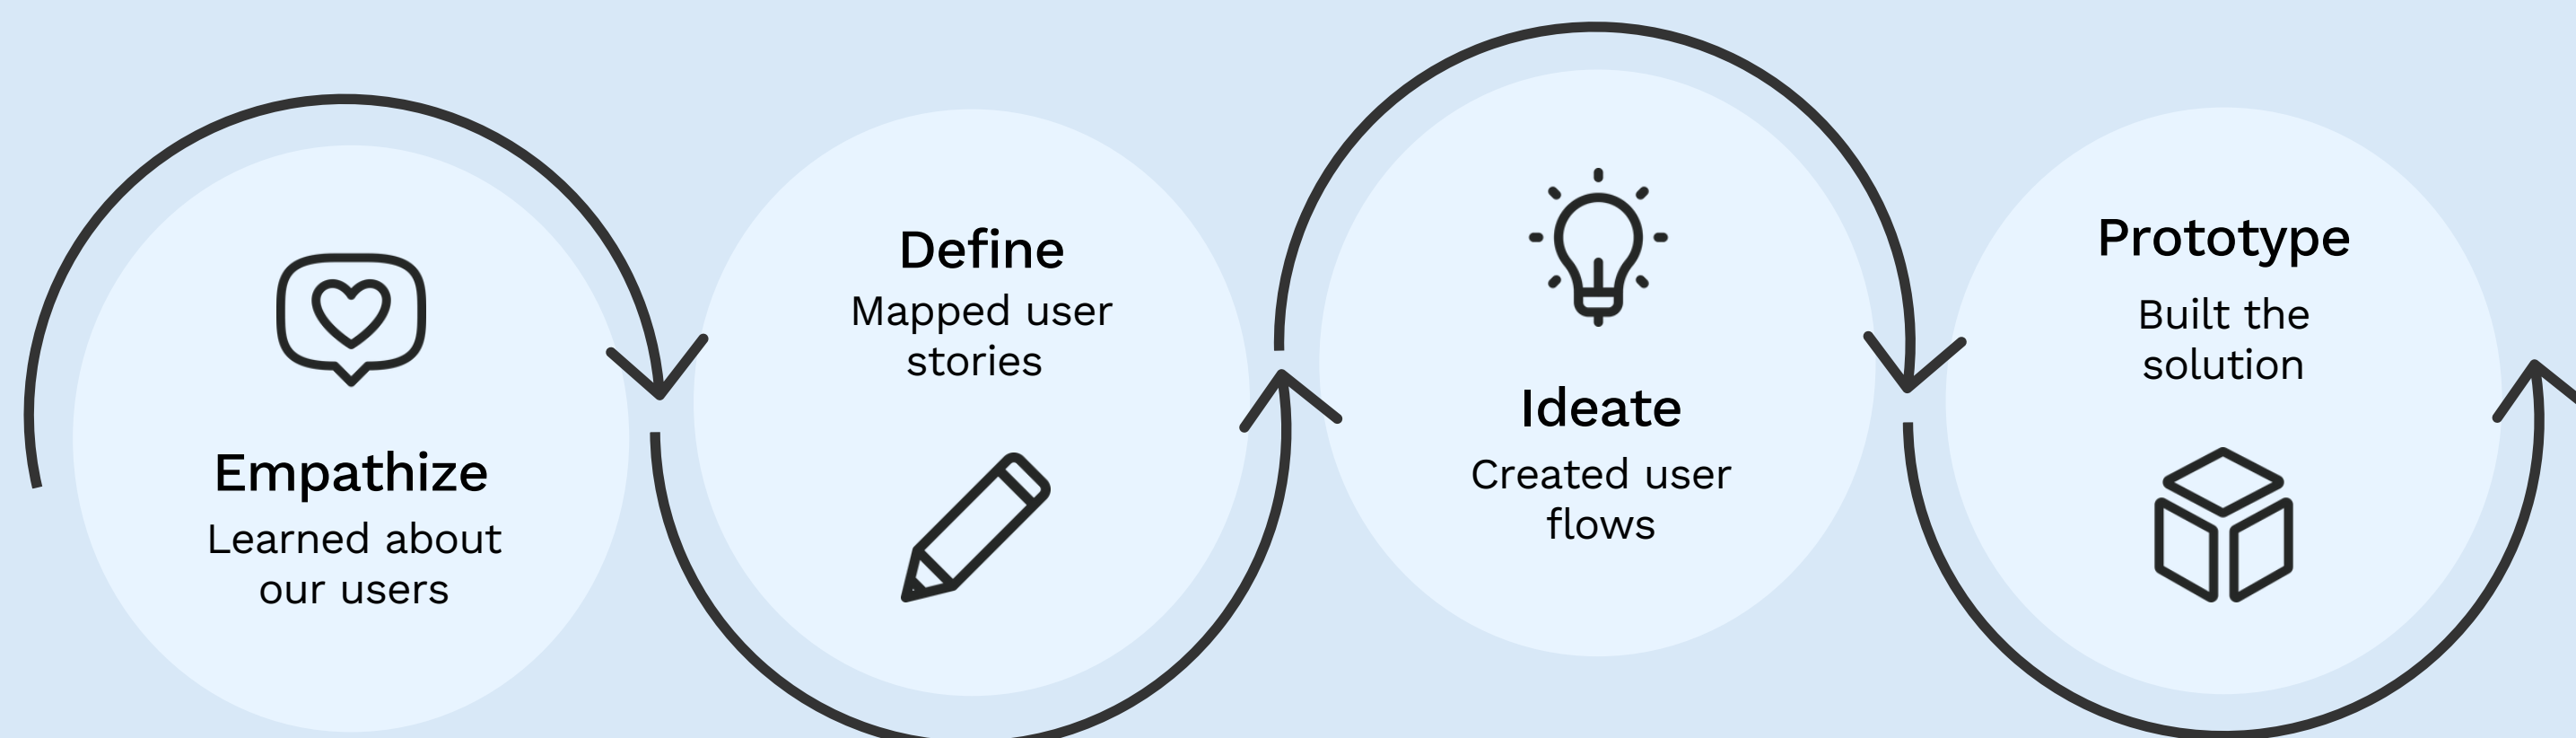 Empathize
Learned about
our users
Define
Mapped user
stories
Ideate
Created user
flows
Prototype
Built the
solution